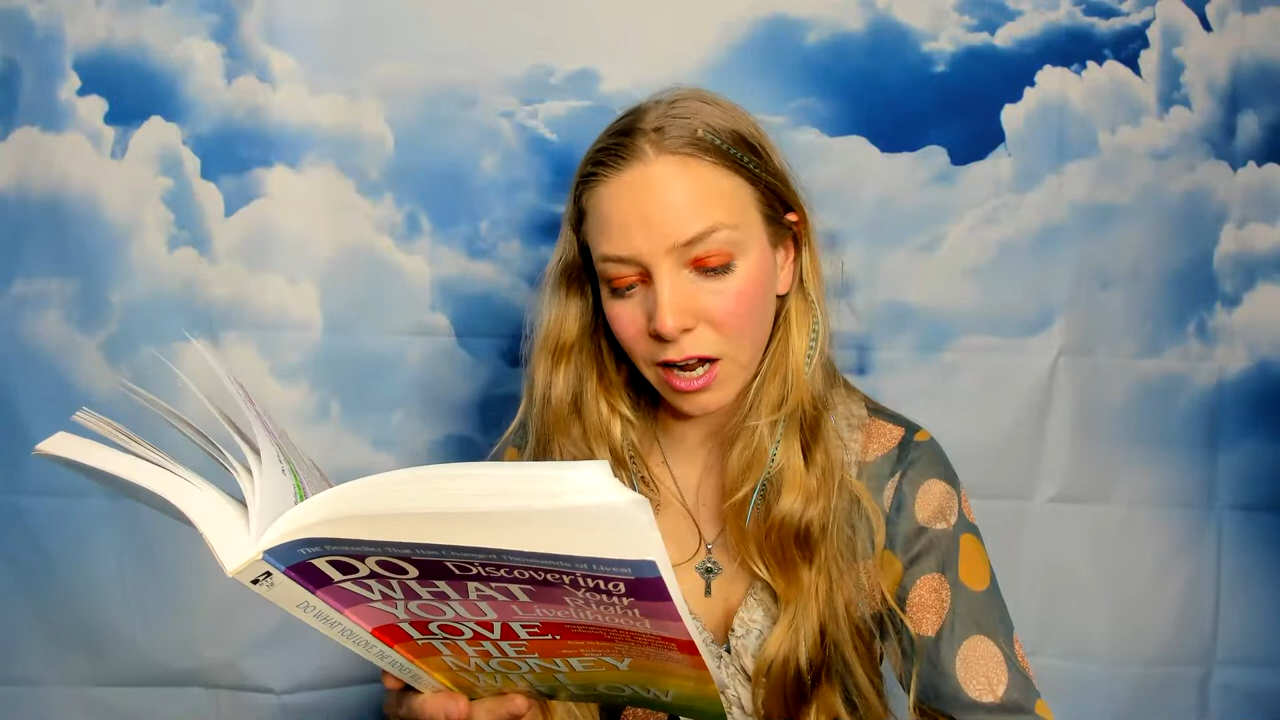 The Bestseller That Has Changed Thousands of Lives!
DO
WHAT
YOU
LOVE,
THE
MONEY
WILL
Discovering
Your
Right
Livelihood
DO WHAT YOU LOVE, THE MONEY WILL